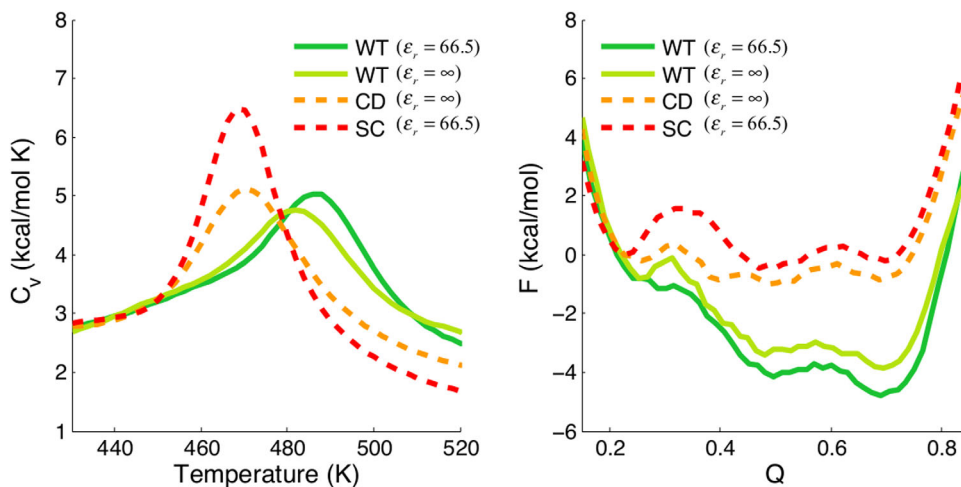 8
7
6
5
4
3
2
1
C_v (kcal/mol K)
WT (ε_r = 66.5)
WT (ε_r = ∞)
CD (ε_r = ∞)
SC (ε_r = 66.5)
440 460 480 500 520
Temperature (K)
8
6
4
2
0
−2
−4
−6
F (kcal/mol)
WT (ε_r = 66.5)
WT (ε_r = ∞)
CD (ε_r = ∞)
SC (ε_r = 66.5)
0.2 0.4 0.6 0.8
Q